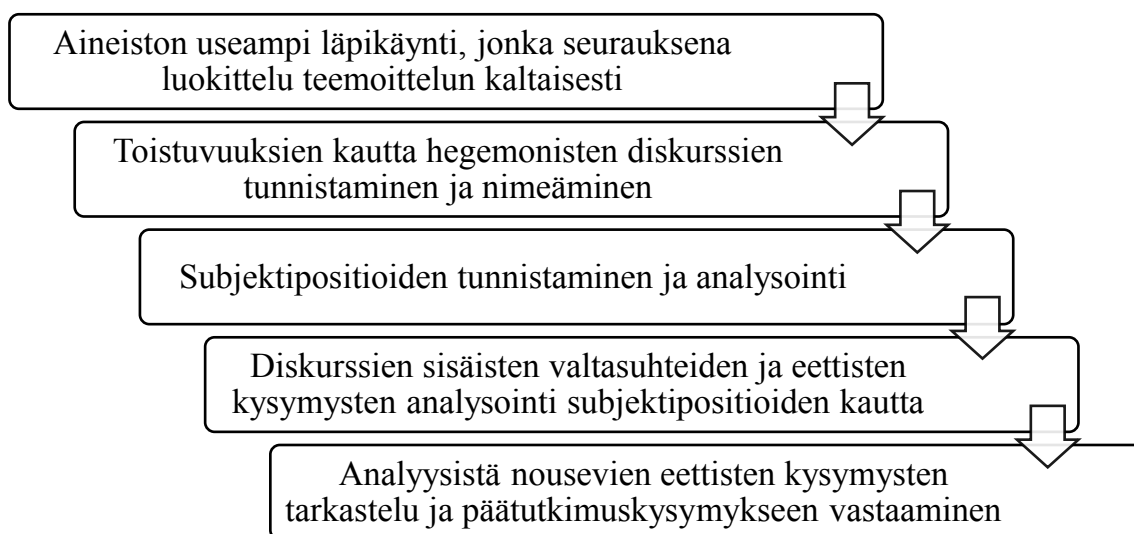 Aineiston useampi läpikäynti, jonka seurauksena
luokittelu teemoittelun kaltaisesti
Toistuvuuksien kautta hegemonisten diskurssien
tunnistaminen ja nimeäminen
Subjektipositioiden tunnistaminen ja analysointi
Diskurssien sisäisten valtasuhteiden ja eettisten
kysymysten analysointi subjektipositioiden kautta
Analyysistä nousevien eettisten kysymysten
tarkastelu ja päätutkimuskysymykseen vastaaminen